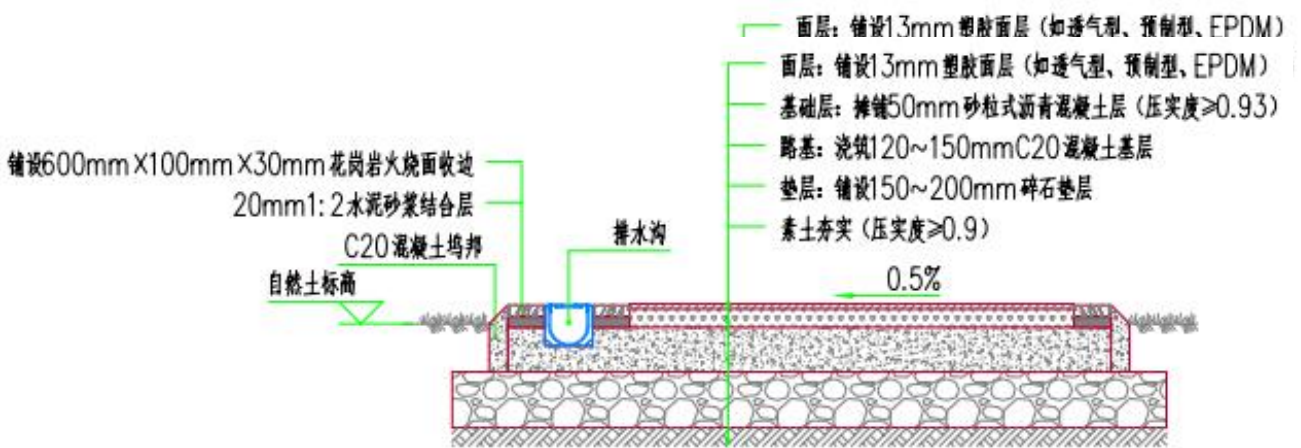 面层：铺设13mm塑胶面层（如透气型、预制型、EPDM）
面层：铺设13mm塑胶面层（如透气型、预制型、EPDM）
基础层：摊铺50mm砂粒式沥青混凝土层（压实度≥0.93）
路基：浇筑120~150mmC20混凝土基层
垫层：铺设150~200mm碎石垫层
素土夯实（压实度≥0.9）
铺设600mm×100mm×30mm花岗岩火烧面收边
20mm1:2水泥砂浆结合层
C20混凝土坞邦
自然土标高
排水沟
0.5%